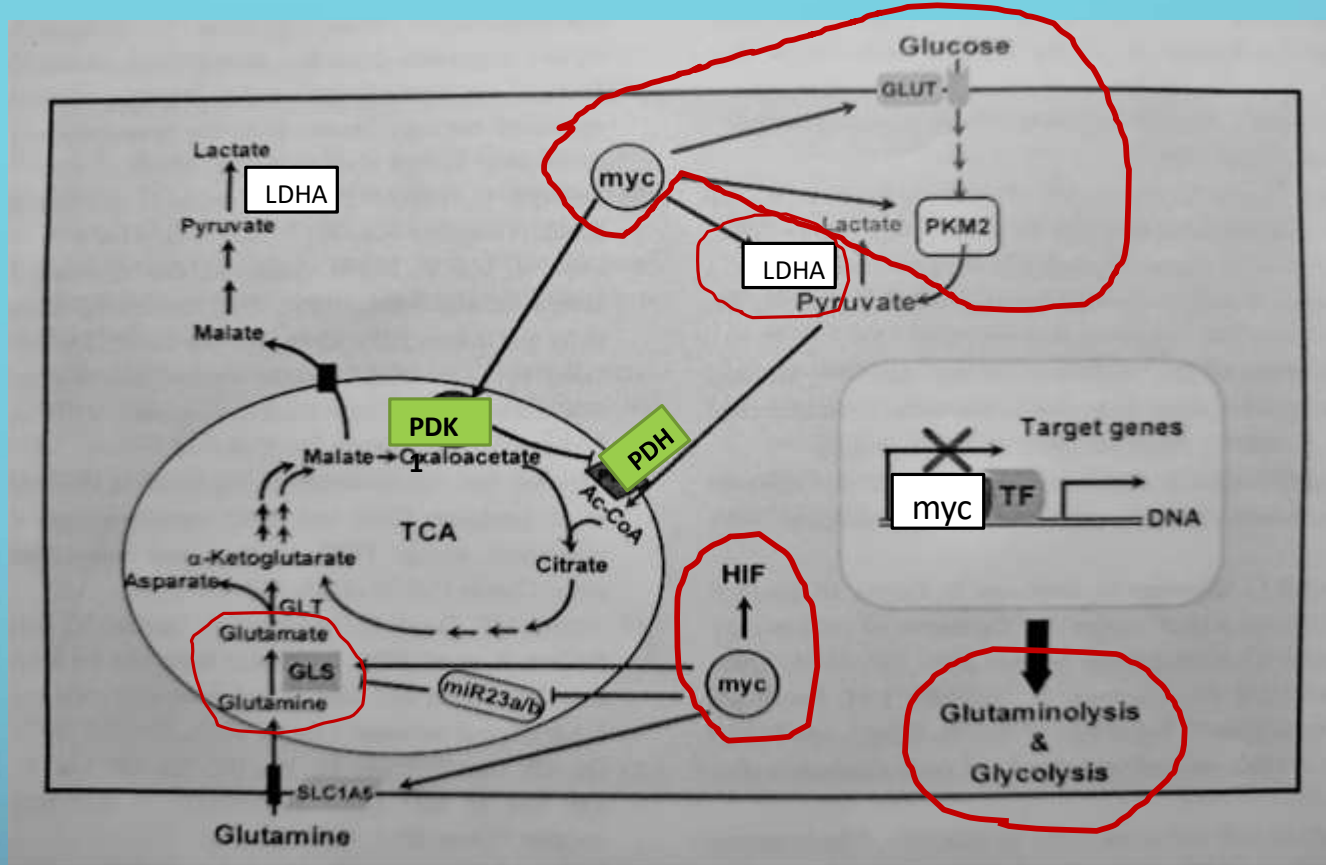 Glucose
GLUT
myc
Lactate
LDHA
Pyruvate
Malate
Lactate
PKM2
LDHA
Pyruvate
PDK
1
PDH
Malate
Oxaloacetate
Ac-CoA
TCA
Citrate
α-Ketoglutarate
Asparate
GLT
Glutamate
GLS
Glutamine
miR23a/b
HIF
myc
SLC1A5
Glutamine
Target genes
myc
TF
DNA
Glutaminolysis
&
Glycolysis